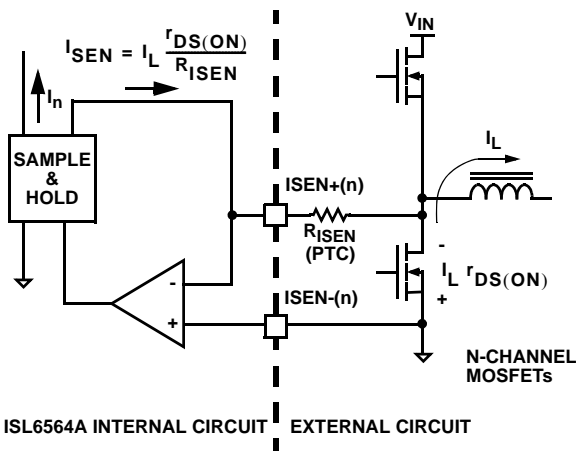 I_SEN = I_L r_DS(ON) / R_ISEN
V_IN
I_n
I_L
SAMPLE
&
HOLD
ISEN+(n)
R_ISEN
(PTC)
-
I_L r_DS(ON)
+
-
+
ISEN-(n)
N-CHANNEL
MOSFETs
ISL6564A INTERNAL CIRCUIT
EXTERNAL CIRCUIT